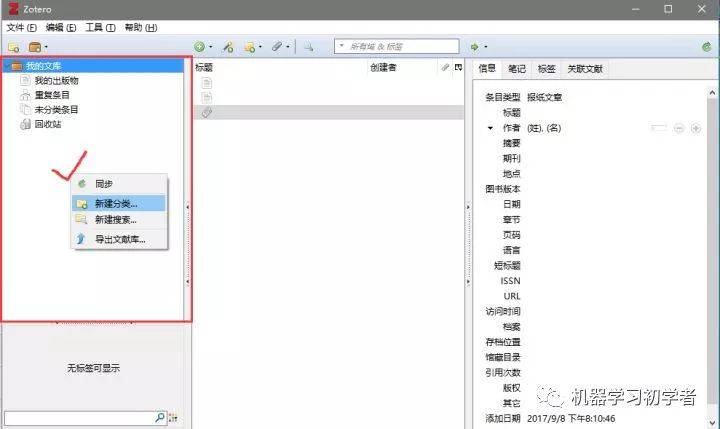 Zotero
文件 (F) 编辑 (E) 工具 (T) 帮助 (H)
所有域 & 标签
我的文库
我的出版物
重复条目
未分类条目
回收站
同步
新建分类...
新建搜索...
导出文献库...
无标签可显示
标题 创建者
信息 笔记 标签 关联文献
条目类型 报纸文章
标题
作者 (姓), (名)
摘要
期刊
地点
图书版本
日期
章节
页码
语言
短标题
ISSN
URL
访问时间
档案
存档位置
馆藏目录
引用次数
版权
其它
添加日期 2017/9/8 下午8:10:46
机器学习初学者